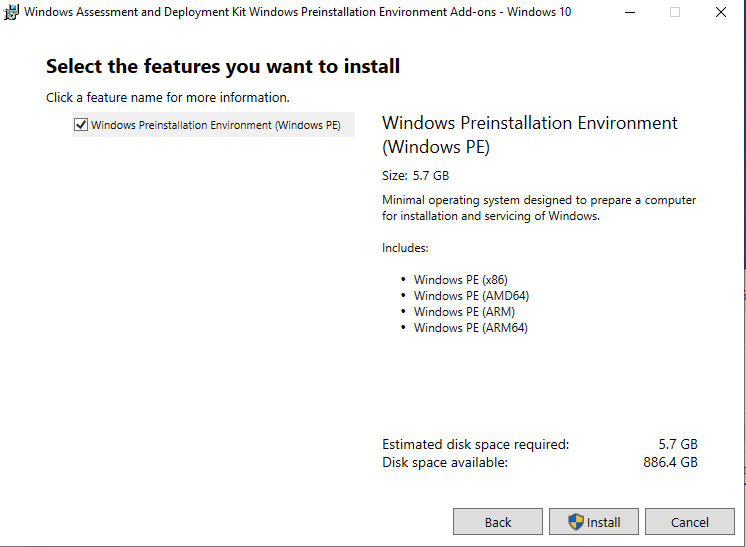 Windows Assessment and Deployment Kit Windows Preinstallation Environment Add-ons - Windows 10
Select the features you want to install
Click a feature name for more information.
Windows Preinstallation Environment (Windows PE)
Windows Preinstallation Environment
(Windows PE)
Size: 5.7 GB
Minimal operating system designed to prepare a computer
for installation and servicing of Windows.
Includes:
• Windows PE (x86)
• Windows PE (AMD64)
• Windows PE (ARM)
• Windows PE (ARM64)
Estimated disk space required: 5.7 GB
Disk space available: 886.4 GB
Back Install Cancel